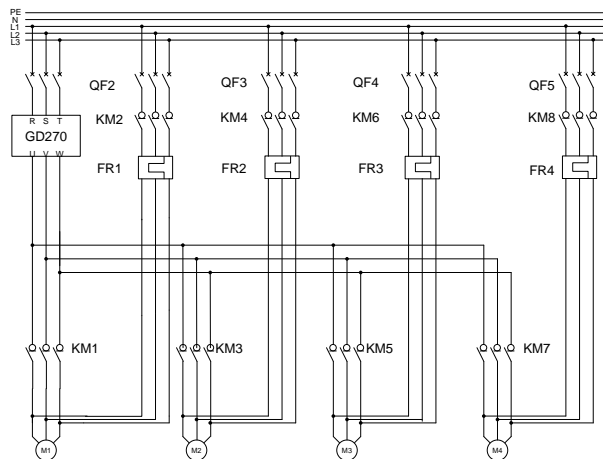 PE
N
L1
L2
L3
QF2
QF3
QF4
QF5
R S T
GD270
U V W
KM2
KM4
KM6
KM8
FR1
FR2
FR3
FR4
KM1
KM3
KM5
KM7
M1
M2
M3
M4